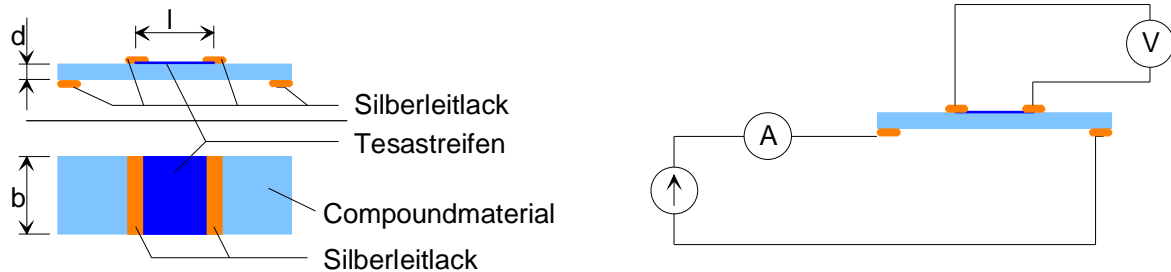 l
d
Silberleitlack
Tesastreifen
b
Compoundmaterial
Silberleitlack
V
A